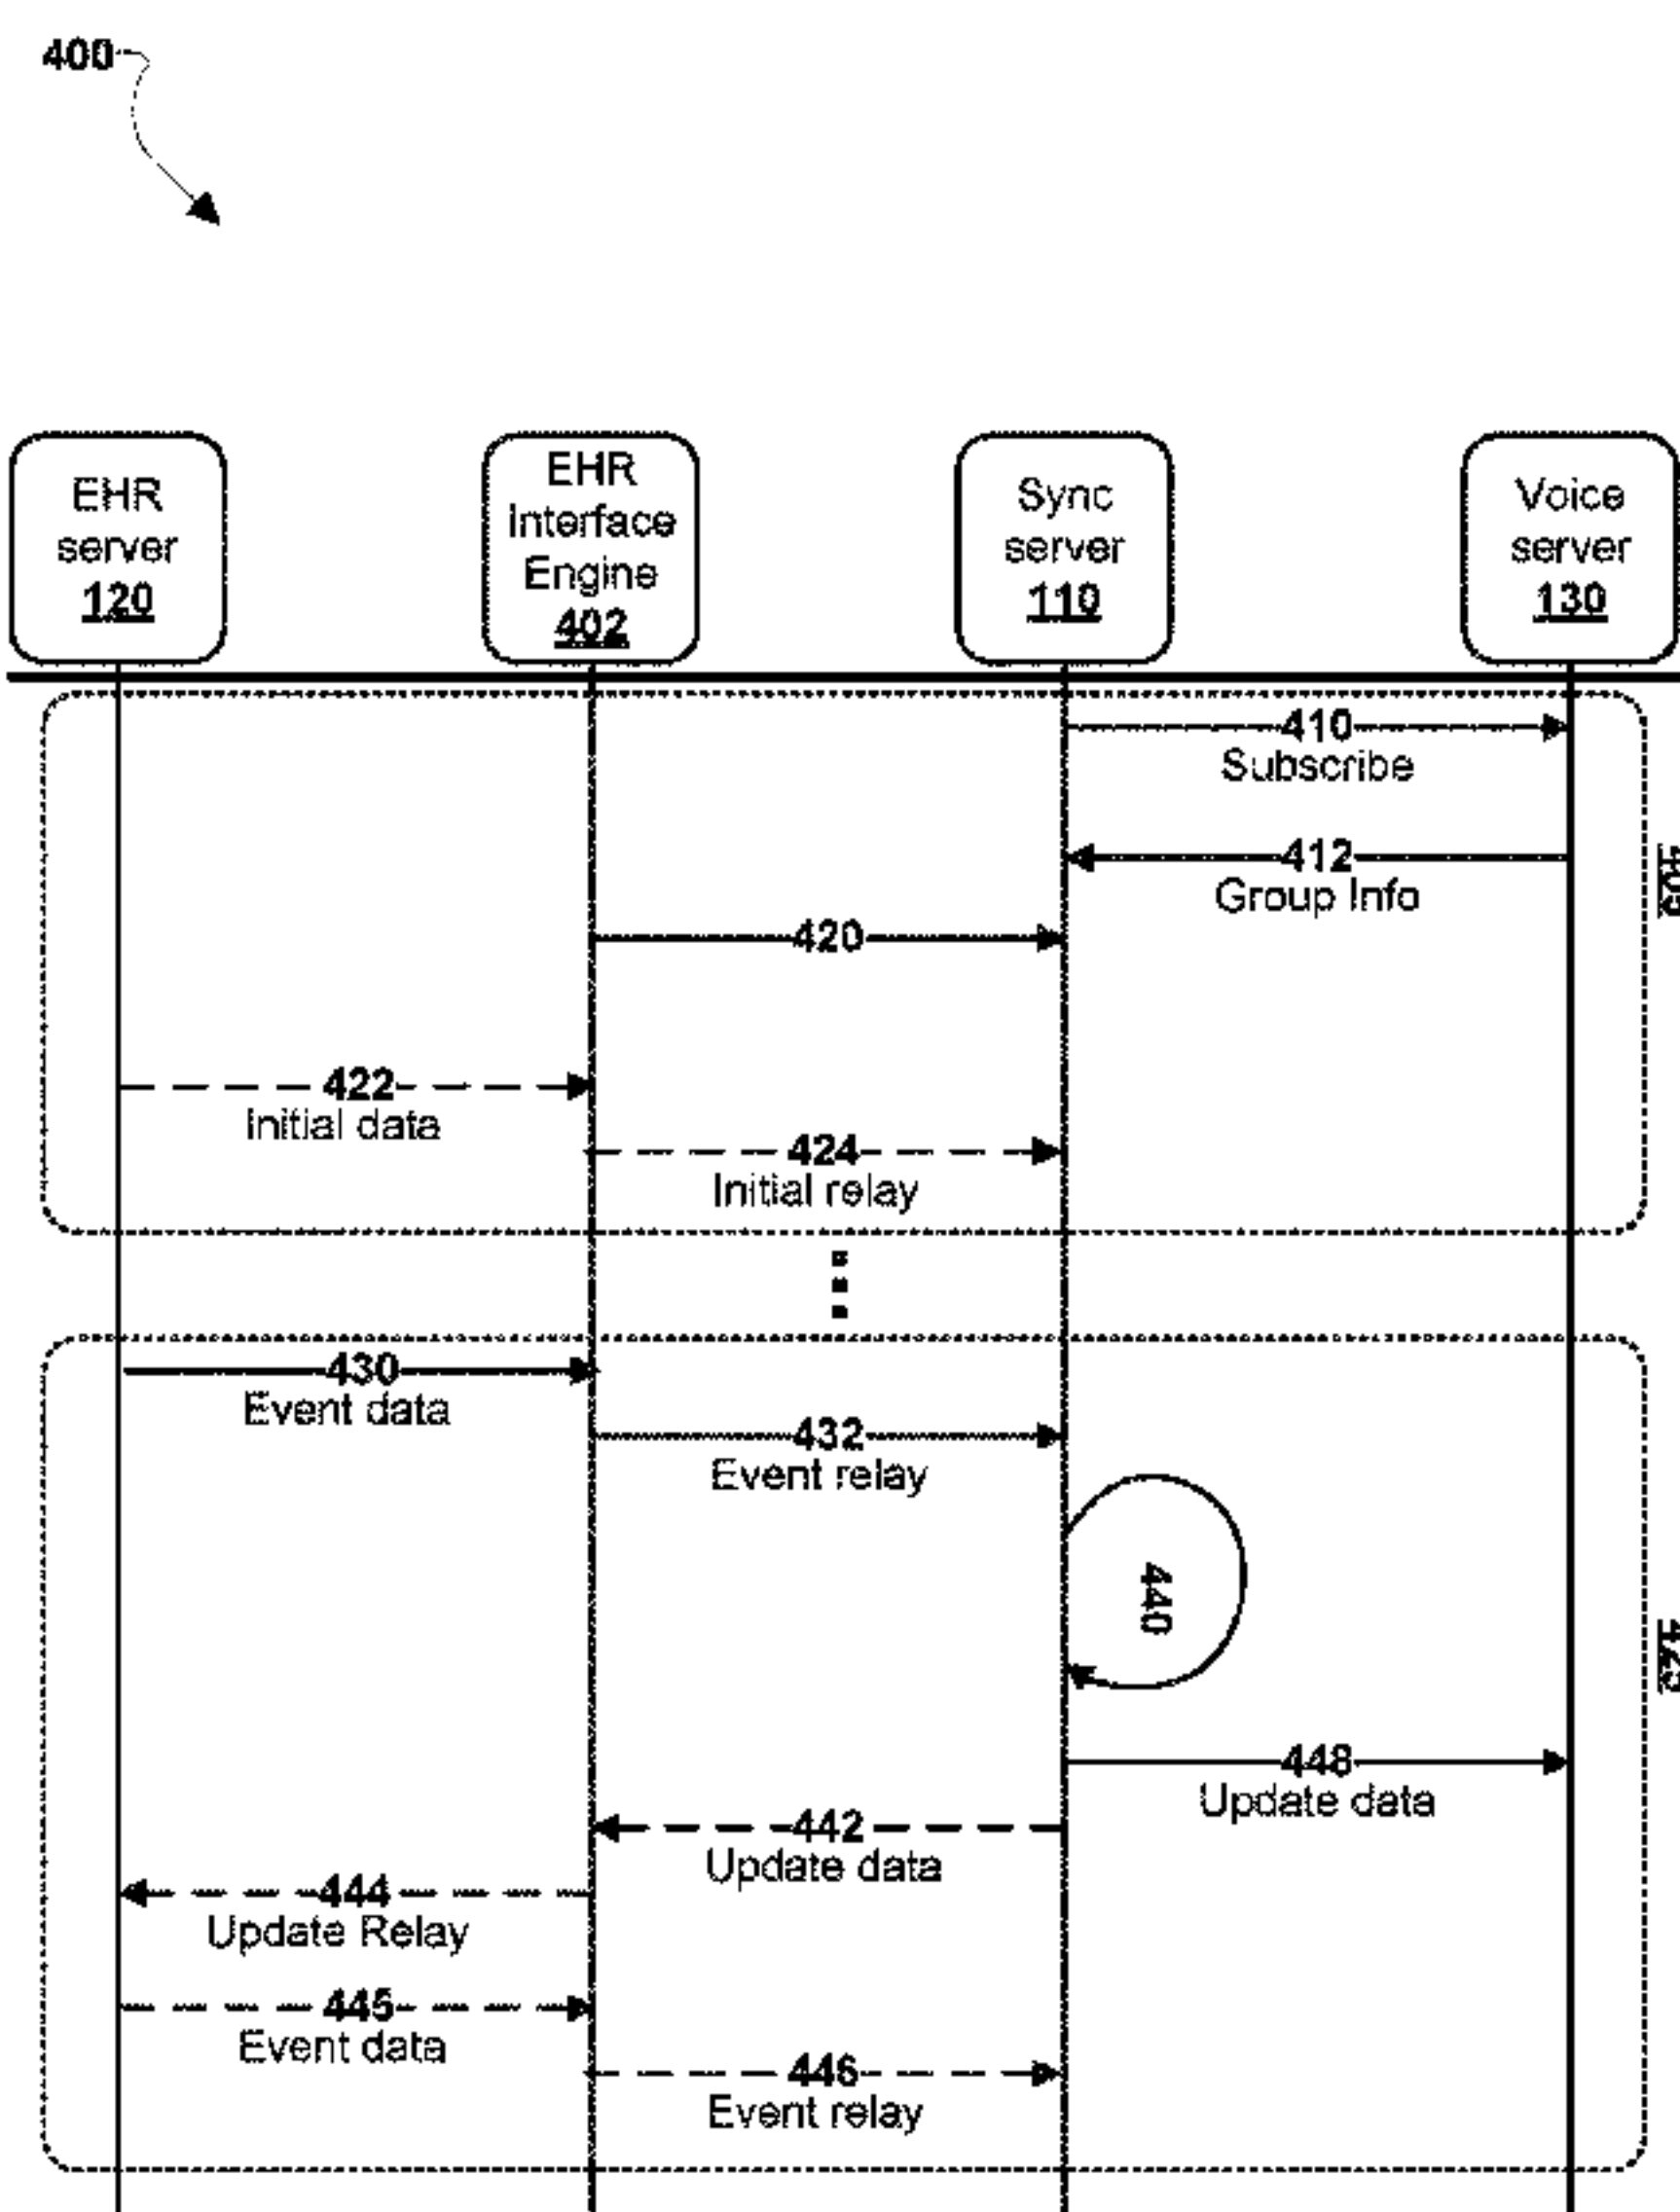 400
EHR
server
120
EHR
Interface
Engine
402
Sync
server
110
Voice
server
130
410
Subscribe
412
Group Info
420
422
Initial data
424
Initial relay
430
Event data
432
Event relay
440
448
Update data
442
Update data
444
Update Relay
445
Event data
446
Event relay